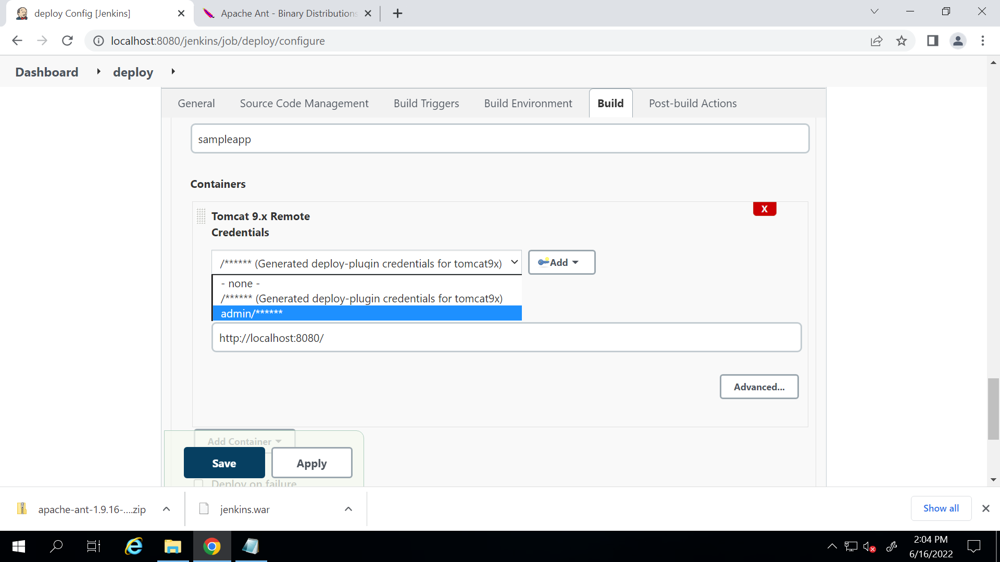 deploy Config [Jenkins]
Apache Ant - Binary Distributions
localhost:8080/jenkins/job/deploy/configure
Dashboard
deploy
General
Source Code Management
Build Triggers
Build Environment
Build
Post-build Actions
sampleapp
Containers
X
Tomcat 9.x Remote
Credentials
/****** (Generated deploy-plugin credentials for tomcat9x)
Add
- none -
/****** (Generated deploy-plugin credentials for tomcat9x)
admin/******
http://localhost:8080/
Advanced...
Add Container
Save
Apply
Deploy on failure
apache-ant-1.9.16-....zip
jenkins.war
Show all
2:04 PM
6/16/2022